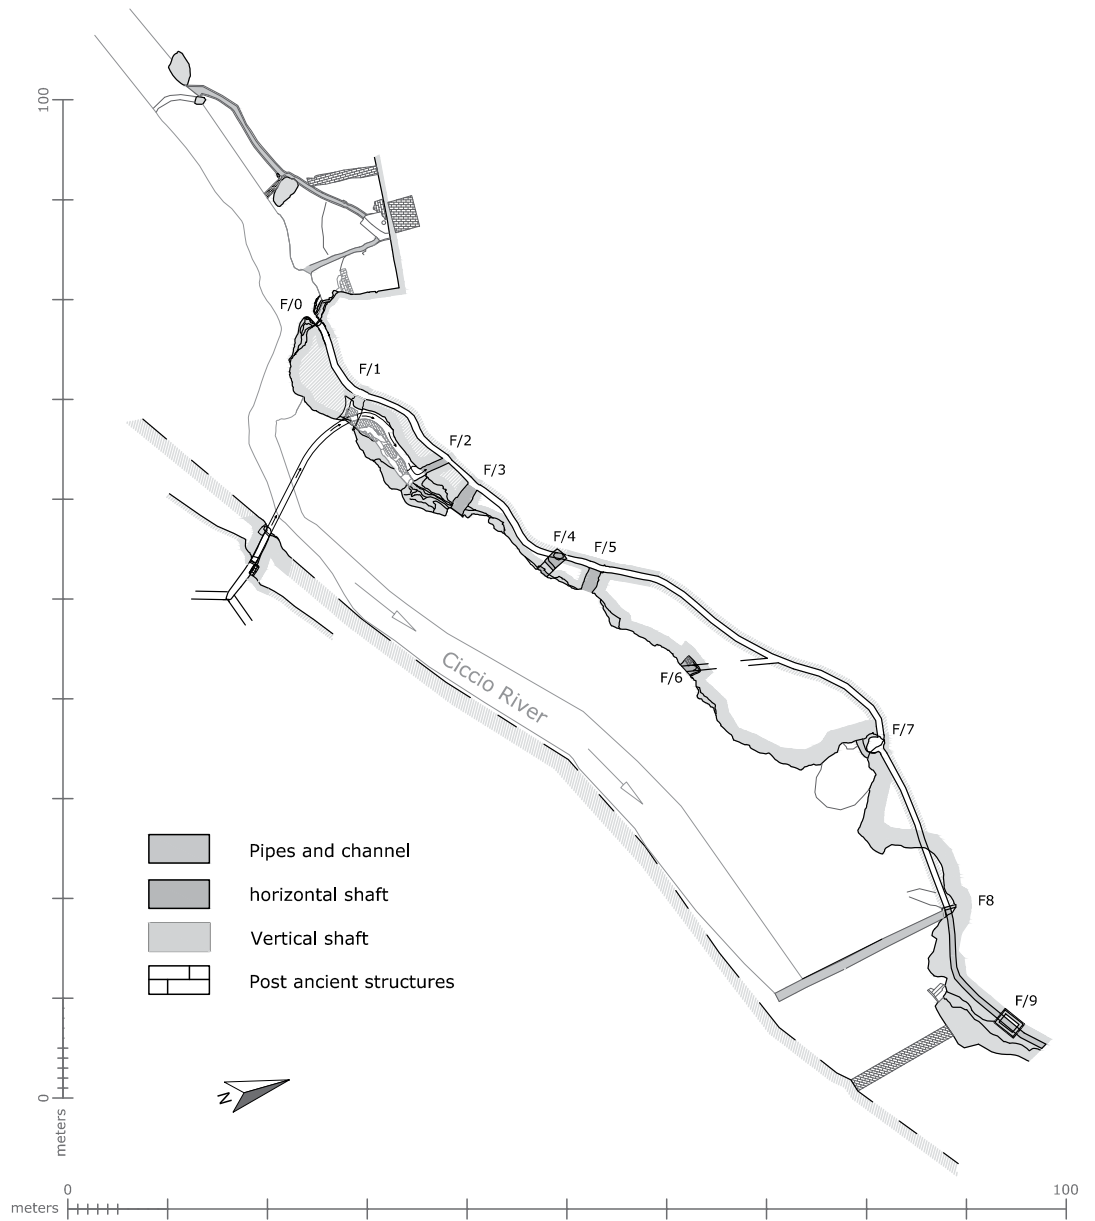 100
F/0
F/1
F/2
F/3
F/4
F/5
F/6
Ciccio River
F/7
Pipes and channel
horizontal shaft
F8
Vertical shaft
Post ancient structures
F/9
N
0
meters
0
100
meters